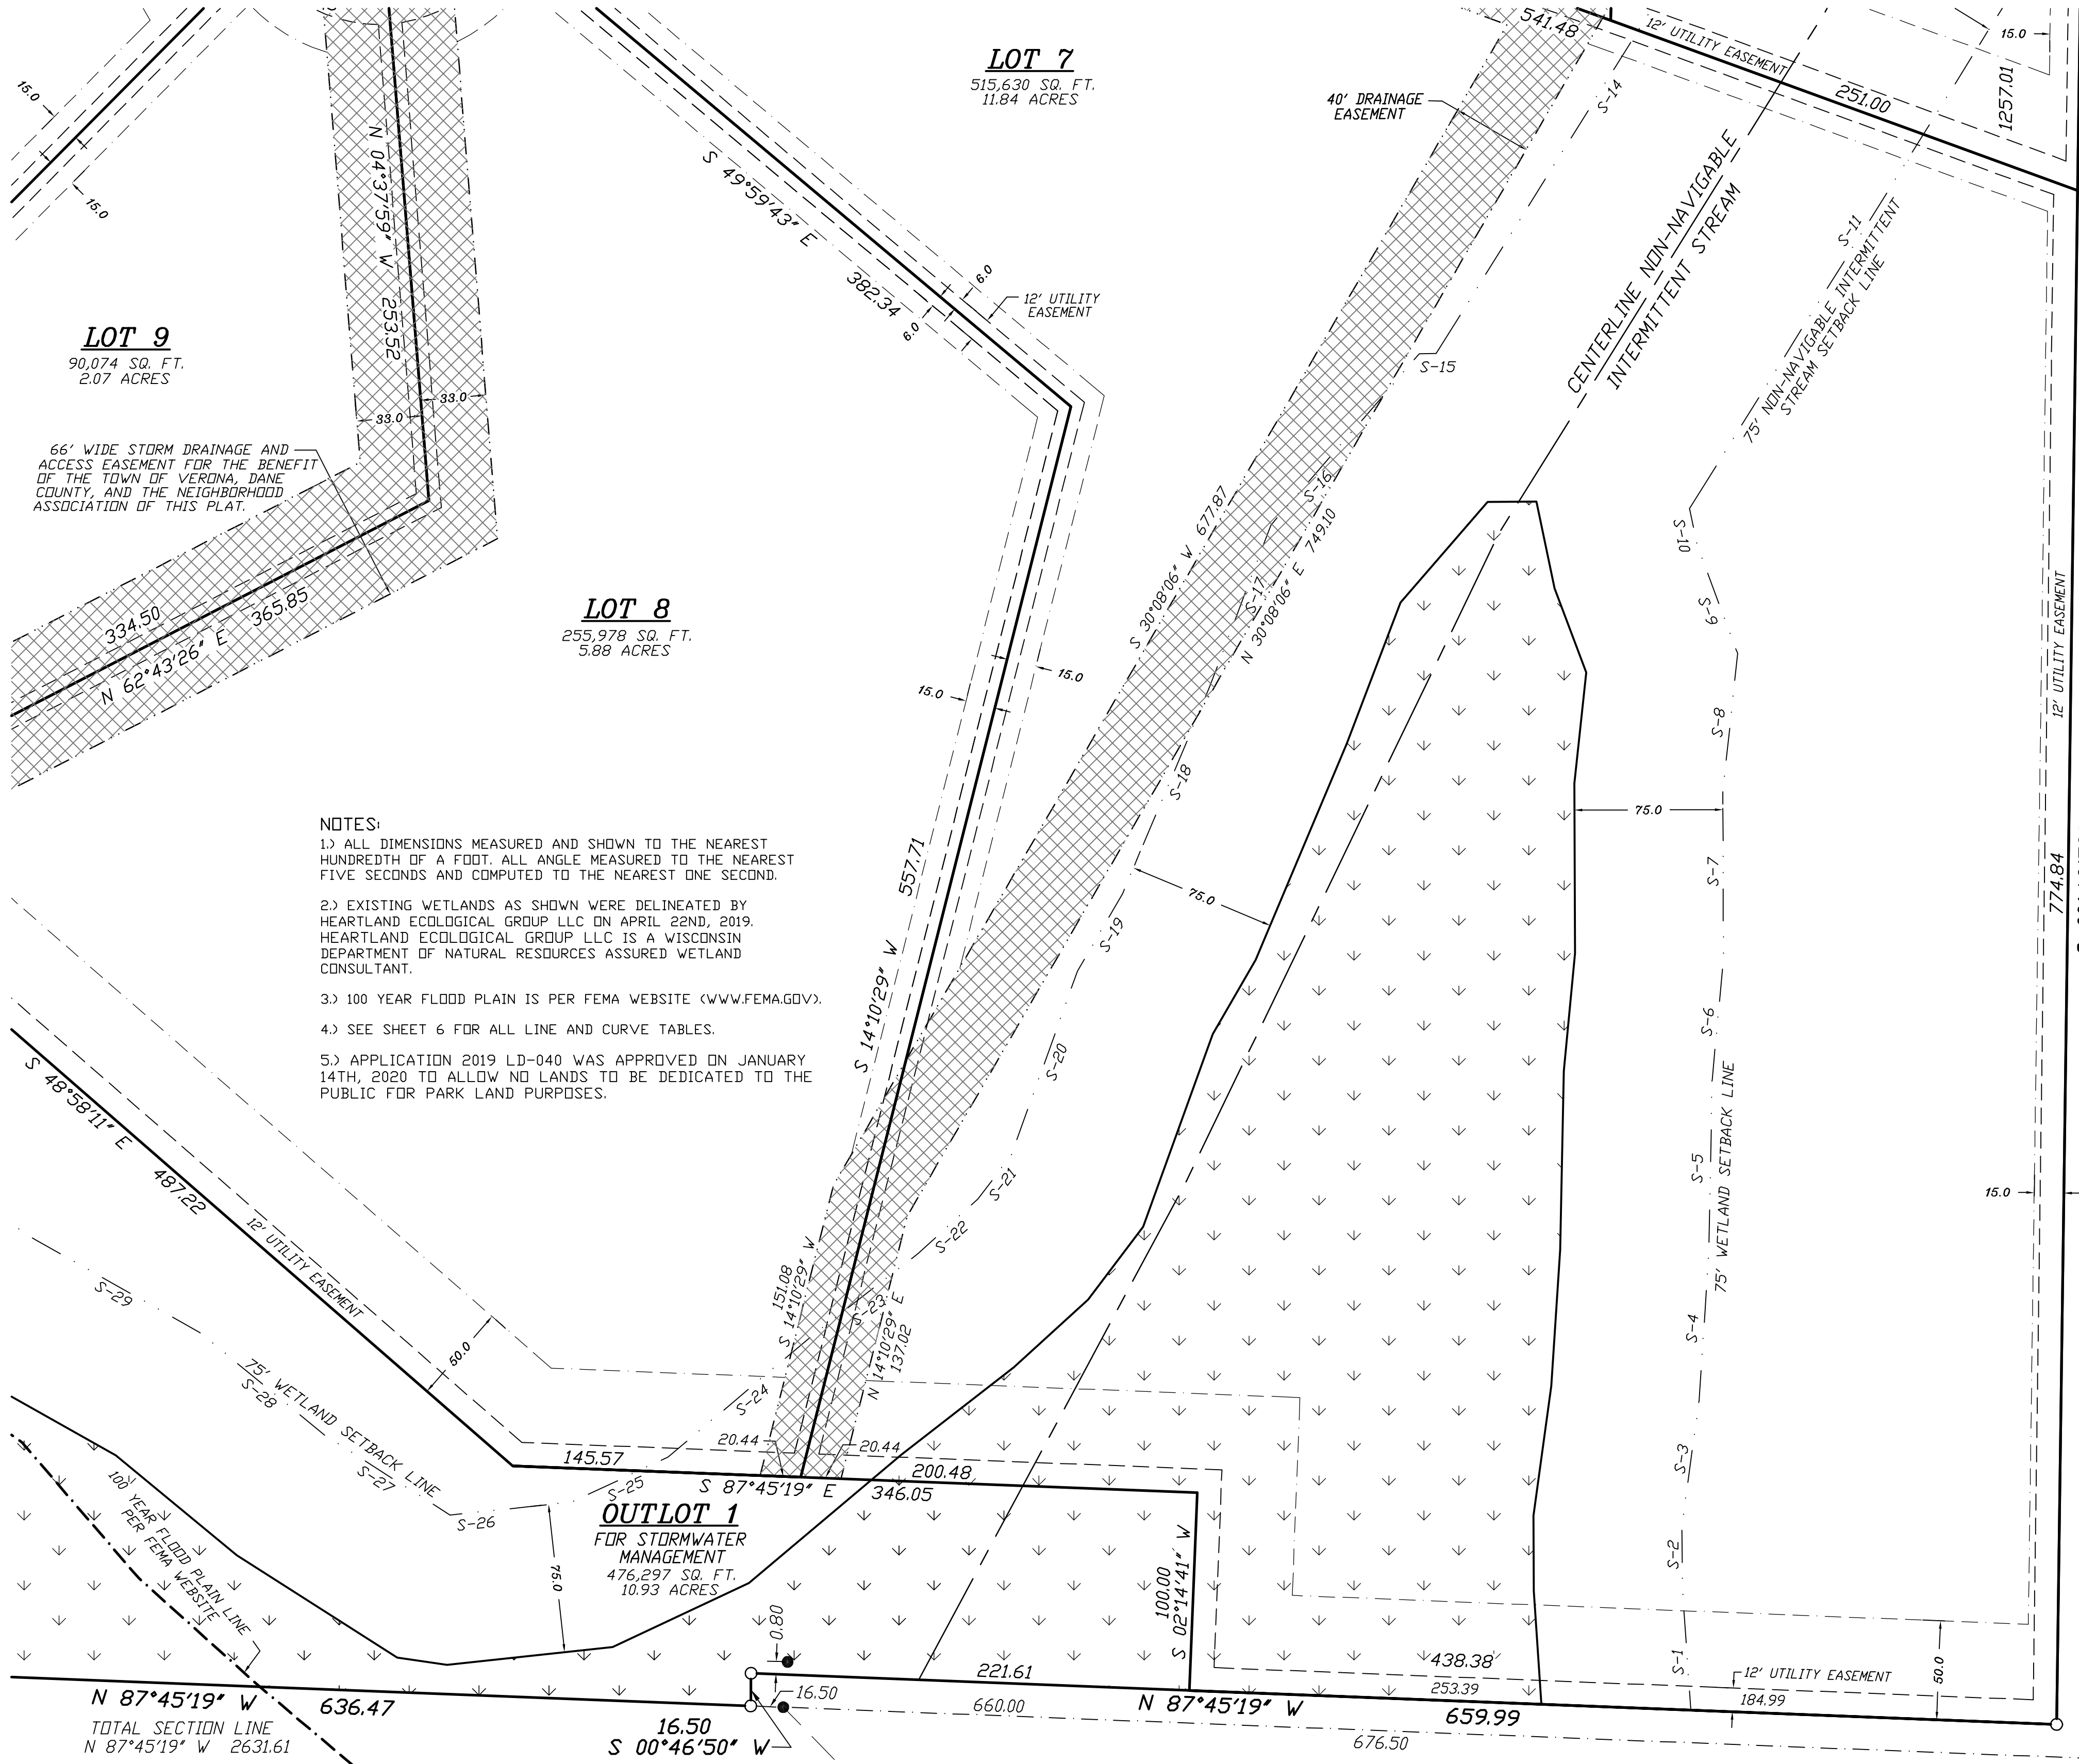 541.48
12' UTILITY EASEMENT
15.0
251.00
1257.01
LOT 7
515,630 SQ. FT.
11.84 ACRES
40' DRAINAGE
EASEMENT
S-14
15.0
15.0
N 04°37'59" W 253.52
S 49°59'43" E 382.34
6.0
6.0
12' UTILITY
EASEMENT
CENTERLINE NON-NAVIGABLE
INTERMITTENT STREAM
S-11
75' NON-NAVIGABLE INTERMITTENT
STREAM SETBACK LINE
LOT 9
90,074 SQ. FT.
2.07 ACRES
33.0
33.0
S-15
66' WIDE STORM DRAINAGE AND
ACCESS EASEMENT FOR THE BENEFIT
OF THE TOWN OF VERONA, DANE
COUNTY, AND THE NEIGHBORHOOD
ASSOCIATION OF THIS PLAT.
S-16
S 30°08'06" W 677.87
N 30°08'06" E 749.10
S-17
S-10
S-9
334.50
N 62°43'26" E 365.85
LOT 8
255,978 SQ. FT.
5.88 ACRES
15.0
15.0
12' UTILITY EASEMENT
S-8
S-18
75.0
75.0
S-7
774.84
NOTES:
1.) ALL DIMENSIONS MEASURED AND SHOWN TO THE NEAREST
HUNDREDTH OF A FOOT. ALL ANGLE MEASURED TO THE NEAREST
FIVE SECONDS AND COMPUTED TO THE NEAREST ONE SECOND.
2.) EXISTING WETLANDS AS SHOWN WERE DELINEATED BY
HEARTLAND ECOLOGICAL GROUP LLC ON APRIL 22ND, 2019.
HEARTLAND ECOLOGICAL GROUP LLC IS A WISCONSIN
DEPARTMENT OF NATURAL RESOURCES ASSURED WETLAND
CONSULTANT.
3.) 100 YEAR FLOOD PLAIN IS PER FEMA WEBSITE (WWW.FEMA.GOV).
4.) SEE SHEET 6 FOR ALL LINE AND CURVE TABLES.
5.) APPLICATION 2019 LD-040 WAS APPROVED ON JANUARY
14TH, 2020 TO ALLOW NO LANDS TO BE DEDICATED TO THE
PUBLIC FOR PARK LAND PURPOSES.
S 14°10'29" W 557.71
S-19
S-6
S-20
S-5
75' WETLAND SETBACK LINE
15.0
S 48°58'11" E 487.22
12' UTILITY EASEMENT
S-21
S-22
151.08
S 14°10'29" W
S-23
N 14°10'29" E
137.02
S-4
S-29
50.0
75' WETLAND SETBACK LINE
S-28
S-27
S-26
S-24
20.44
20.44
145.57
S-25
S 87°45'19" E
200.48
346.05
S-3
OUTLOT 1
FOR STORMWATER
MANAGEMENT
476,297 SQ. FT.
10.93 ACRES
75.0
100.00
S 02°14'41" W
S-2
100 YEAR FLOOD PLAIN LINE
PER FEMA WEBSITE
0.80
221.61
438.38
S-1
12' UTILITY EASEMENT
50.0
N 87°45'19" W 636.47
16.50
660.00
N 87°45'19" W
253.39
184.99
659.99
TOTAL SECTION LINE
N 87°45'19" W 2631.61
16.50
S 00°46'50" W
676.50